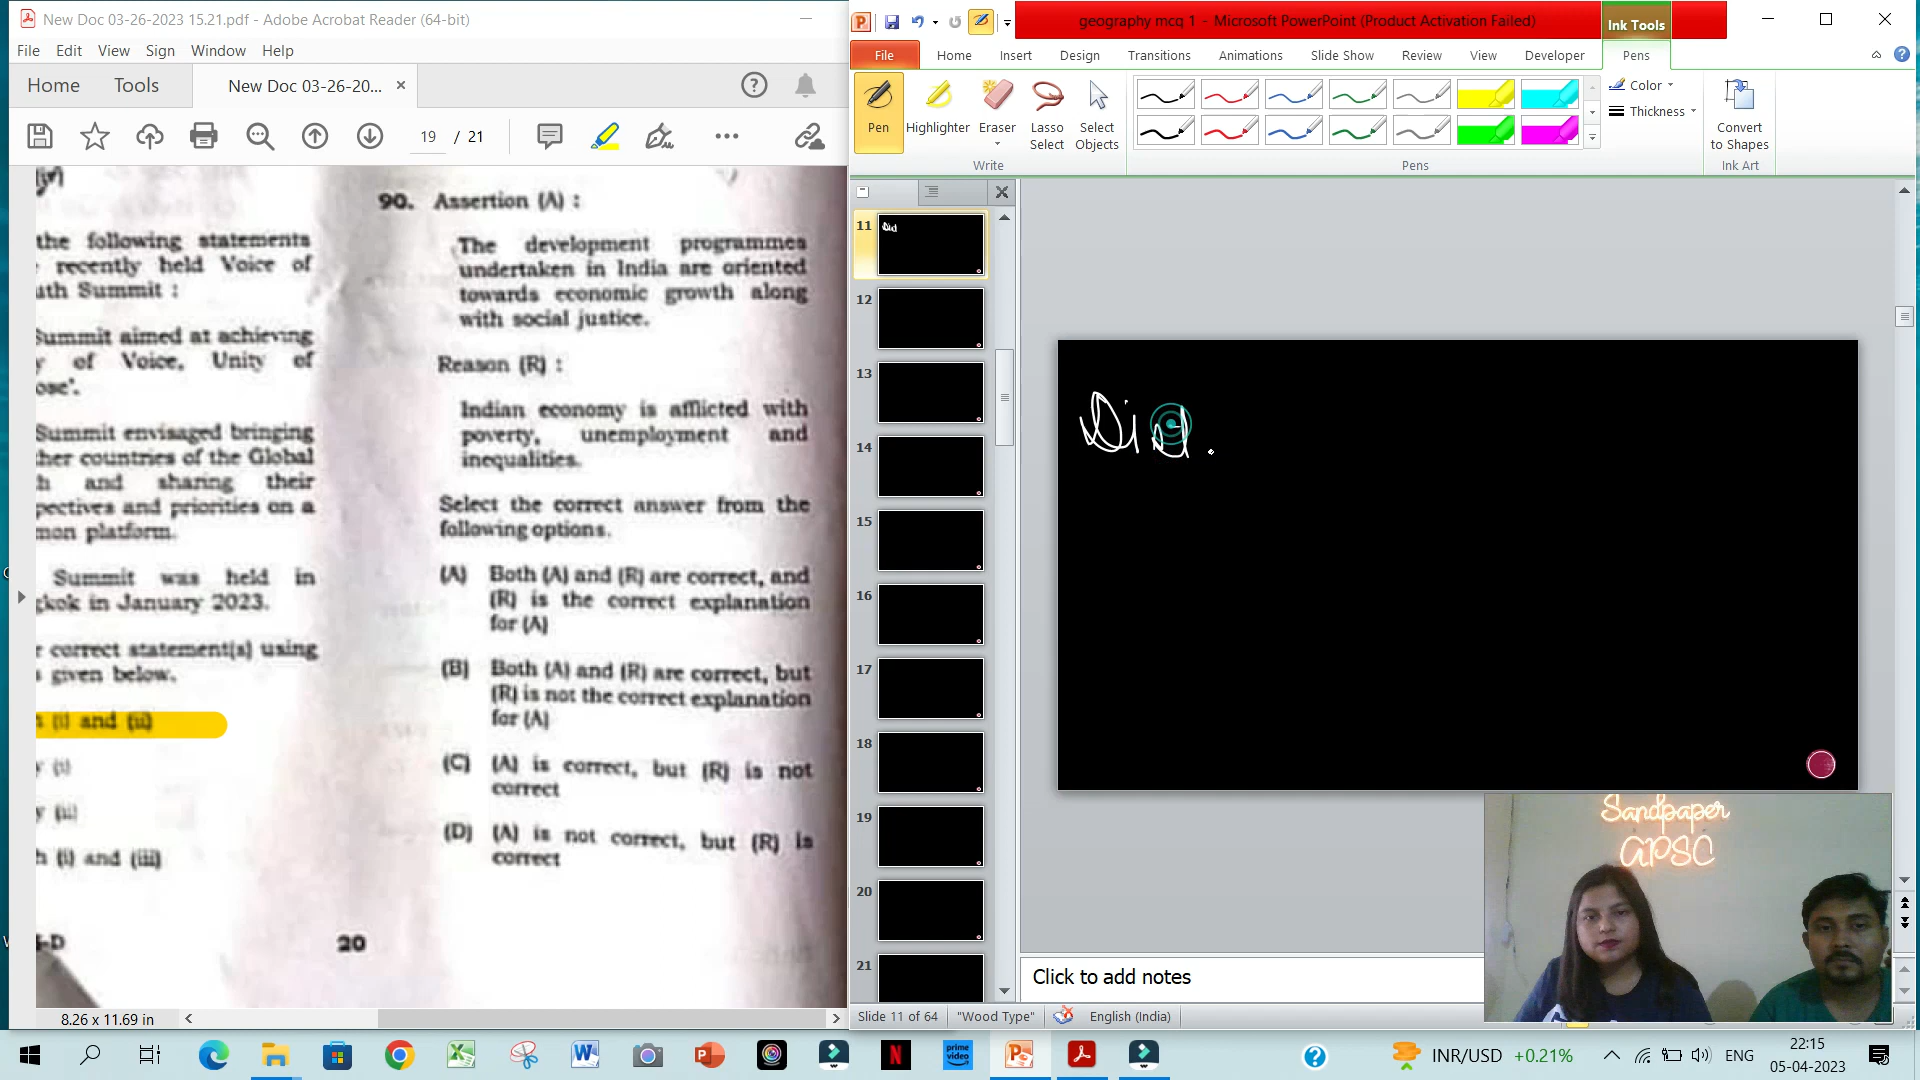 New Doc 03-26-2023 15.21.pdf - Adobe Acrobat Reader (64-bit)
File Edit View Sign Window Help
Home Tools New Doc 03-26-20... ×
19 / 21
(iv)
the following statements
recently held Voice of
uth Summit :
Summit aimed at achieving
y of Voice, Unity of
ose'.
Summit envisaged bringing
her countries of the Global
h and sharing their
pectives and priorities on a
mon platform.
Summit was held in
gkok in January 2023.
r correct statement(s) using
s given below.
(i) and (ii)
y (i)
y (ii)
h (i) and (iii)
-D
20
90. Assertion (A) :
The development programmes
undertaken in India are oriented
towards economic growth along
with social justice.
Reason (R) :
Indian economy is afflicted with
poverty, unemployment and
inequalities.
Select the correct answer from the
following options.
(A) Both (A) and (R) are correct, and
(R) is the correct explanation
for (A)
(B) Both (A) and (R) are correct, but
(R) is not the correct explanation
for (A)
(C) (A) is correct, but (R) is not
correct
(D) (A) is not correct, but (R) is
correct
8.26 x 11.69 in
geography mcq 1 - Microsoft PowerPoint (Product Activation Failed)
Ink Tools
File Home Insert Design Transitions Animations Slide Show Review View Developer Pens
Pen Highlighter Eraser Lasso Select Select Objects
Color
Thickness
Convert to Shapes
Write Pens Ink Art
11
12
13
14
15
16
17
18
19
20
21
Did.
Sandpaper
APSC
Click to add notes
Slide 11 of 64 "Wood Type" English (India)
prime video
INR/USD +0.21% ENG
22:15
05-04-2023